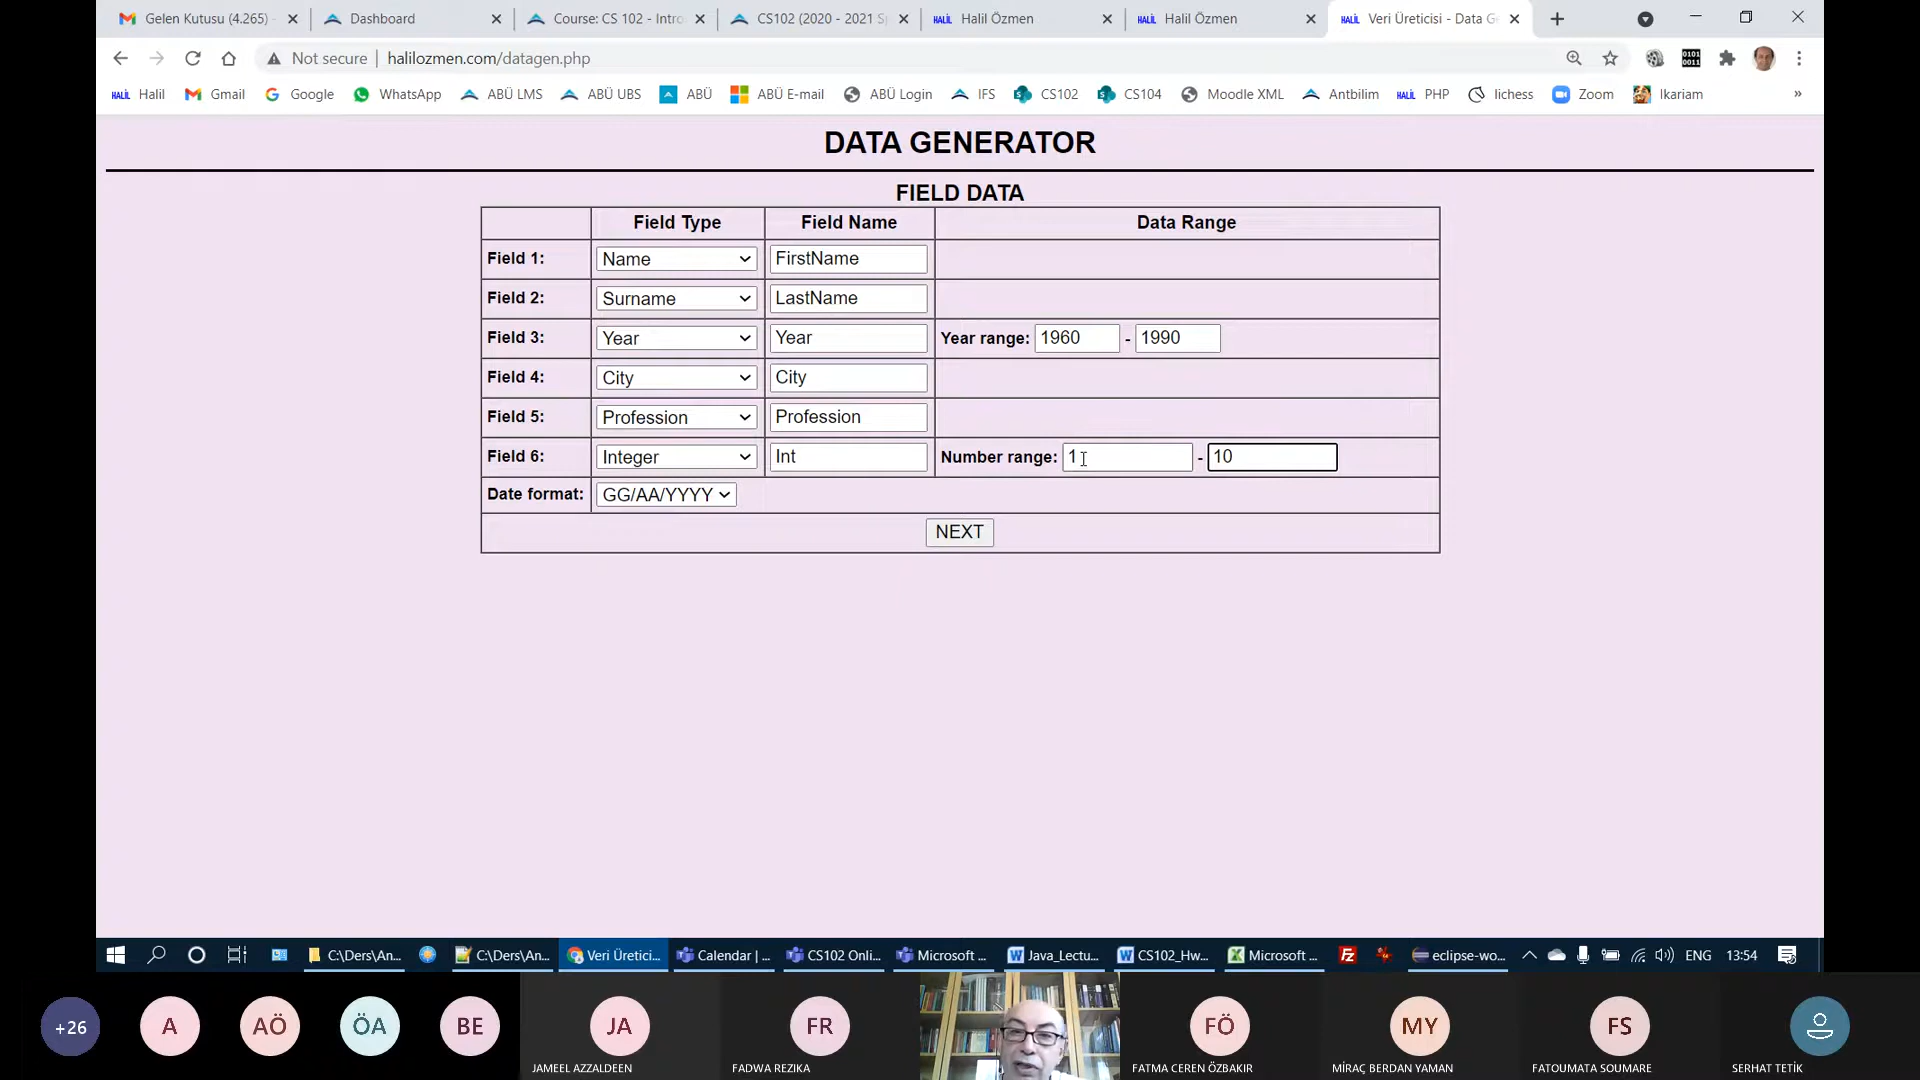 Gelen Kutusu (4.265) -
Dashboard
Course: CS 102 - Intro
CS102 (2020 - 2021 S
HALİL Halil Özmen
HALİL Halil Özmen
HALİL Veri Üreticisi - Data G
Not secure | halilozmen.com/datagen.php
HALİL Halil
Gmail
Google
WhatsApp
ABÜ LMS
ABÜ UBS
ABÜ
ABÜ E-mail
ABÜ Login
IFS
CS102
CS104
Moodle XML
Antbilim
HALİL PHP
lichess
Zoom
Ikariam
»
DATA GENERATOR
FIELD DATA
Field Type Field Name Data Range
Field 1: Name FirstName
Field 2: Surname LastName
Field 3: Year Year Year range: 1960 - 1990
Field 4: City City
Field 5: Profession Profession
Field 6: Integer Int Number range: 1 - 10
Date format: GG/AA/YYYY
NEXT
C:\Ders\An...
C:\Ders\An...
Veri Üretici...
Calendar | ...
CS102 Onli...
Microsoft ...
Java_Lectu...
CS102_Hw...
Microsoft ...
eclipse-wo...
ENG
13:54
+26
A
AÖ
ÖA
BE
JA
FR
FÖ
MY
FS
JAMEEL AZZALDEEN
FADWA REZIKA
FATMA CEREN ÖZBAKIR
MİRAÇ BERDAN YAMAN
FATOUMATA SOUMARE
SERHAT TETİK